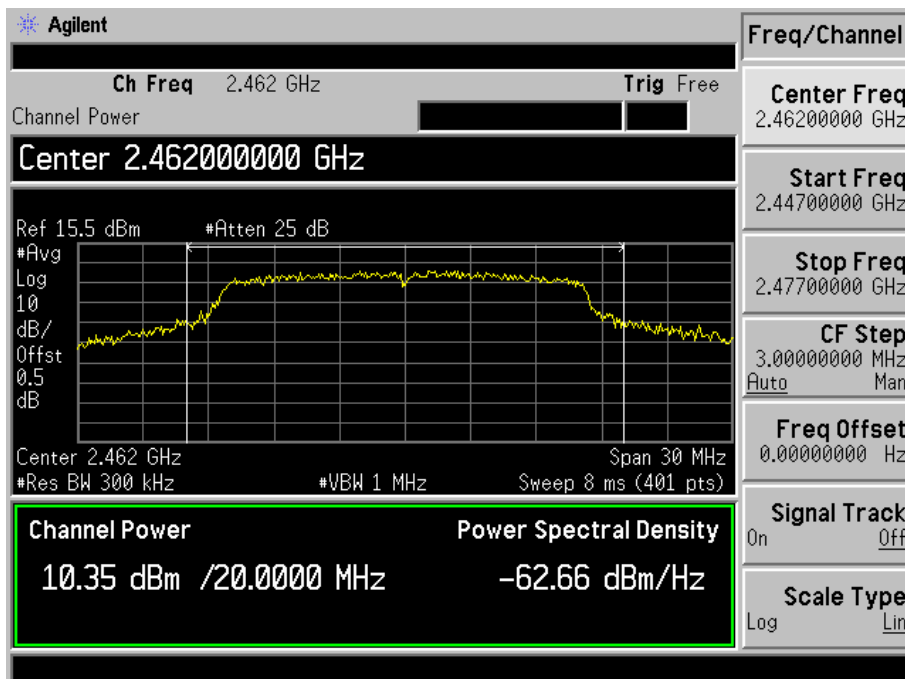 Agilent
Freq/Channel
Ch Freq 2.462 GHz Trig Free
Channel Power
Center 2.462000000 GHz
Ref 15.5 dBm #Atten 25 dB
#Avg
Log
10
dB/
Offst
0.5
dB
Center 2.462 GHz Span 30 MHz
#Res BW 300 kHz #VBW 1 MHz Sweep 8 ms (401 pts)
Channel Power Power Spectral Density
10.35 dBm /20.0000 MHz -62.66 dBm/Hz
Center Freq
2.46200000 GHz
Start Freq
2.44700000 GHz
Stop Freq
2.47700000 GHz
CF Step
3.00000000 MHz
Auto Man
Freq Offset
0.00000000 Hz
Signal Track
On Off
Scale Type
Log Lin